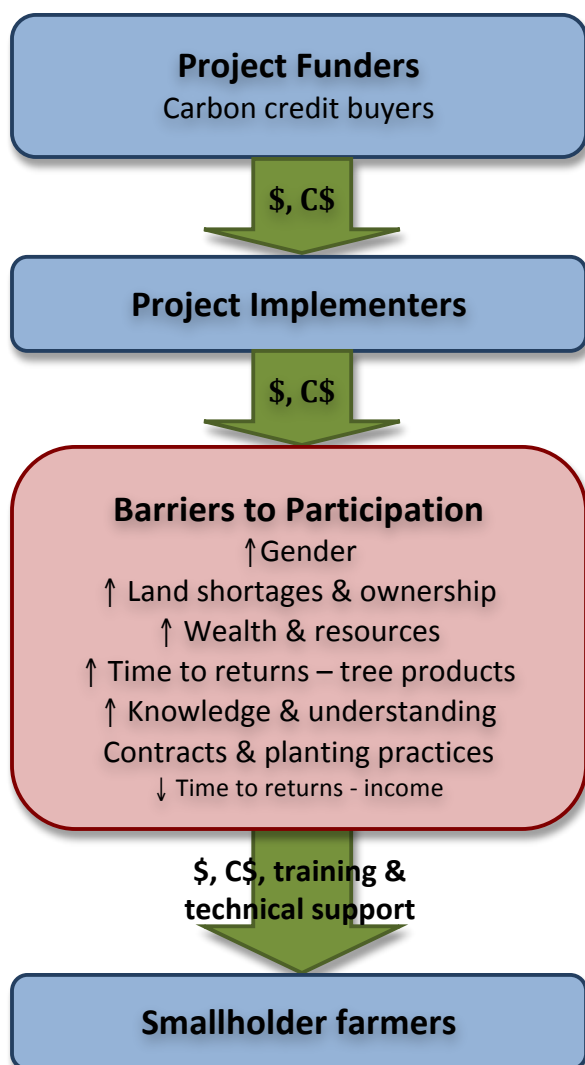 Project Funders
Carbon credit buyers
$, C$
Project Implementers
$, C$
Barriers to Participation
↑Gender
↑ Land shortages & ownership
↑ Wealth & resources
↑ Time to returns – tree products
↑ Knowledge & understanding
Contracts & planting practices
↓ Time to returns - income
$, C$, training &
technical support
Smallholder farmers